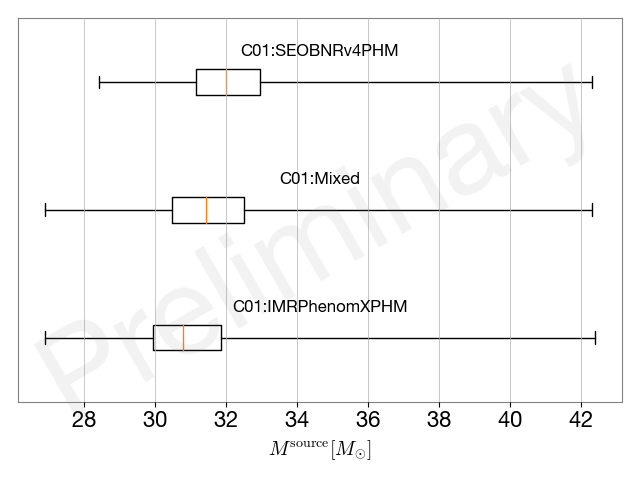 C01:SEOBNRv4PHM
C01:Mixed
C01:IMRPhenomXPHM
Preliminary
28 30 32 34 36 38 40 42
M^source [M_⊙]